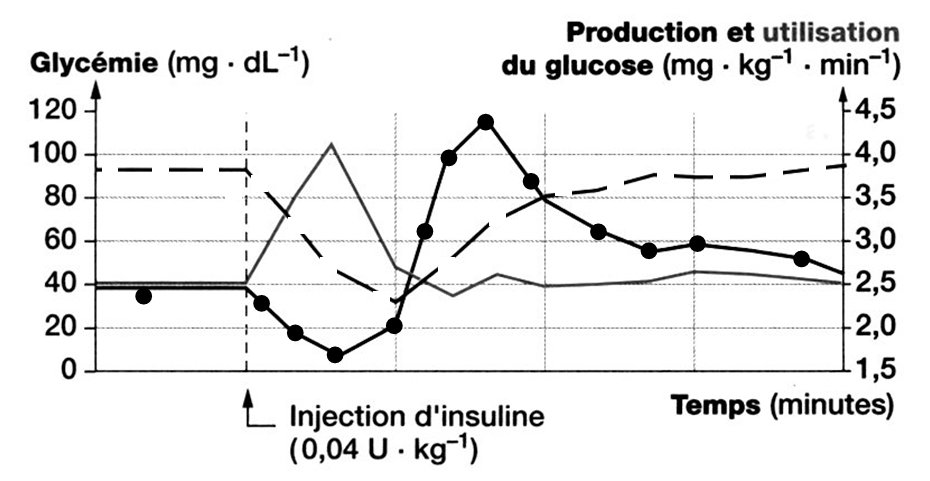 Production et utilisation
Glycémie (mg · dL⁻¹)
du glucose (mg · kg⁻¹ · min⁻¹)
120
4,5
100
4,0
80
3,5
60
3,0
40
2,5
20
2,0
0
1,5
Injection d'insuline
(0,04 U · kg⁻¹)
Temps (minutes)